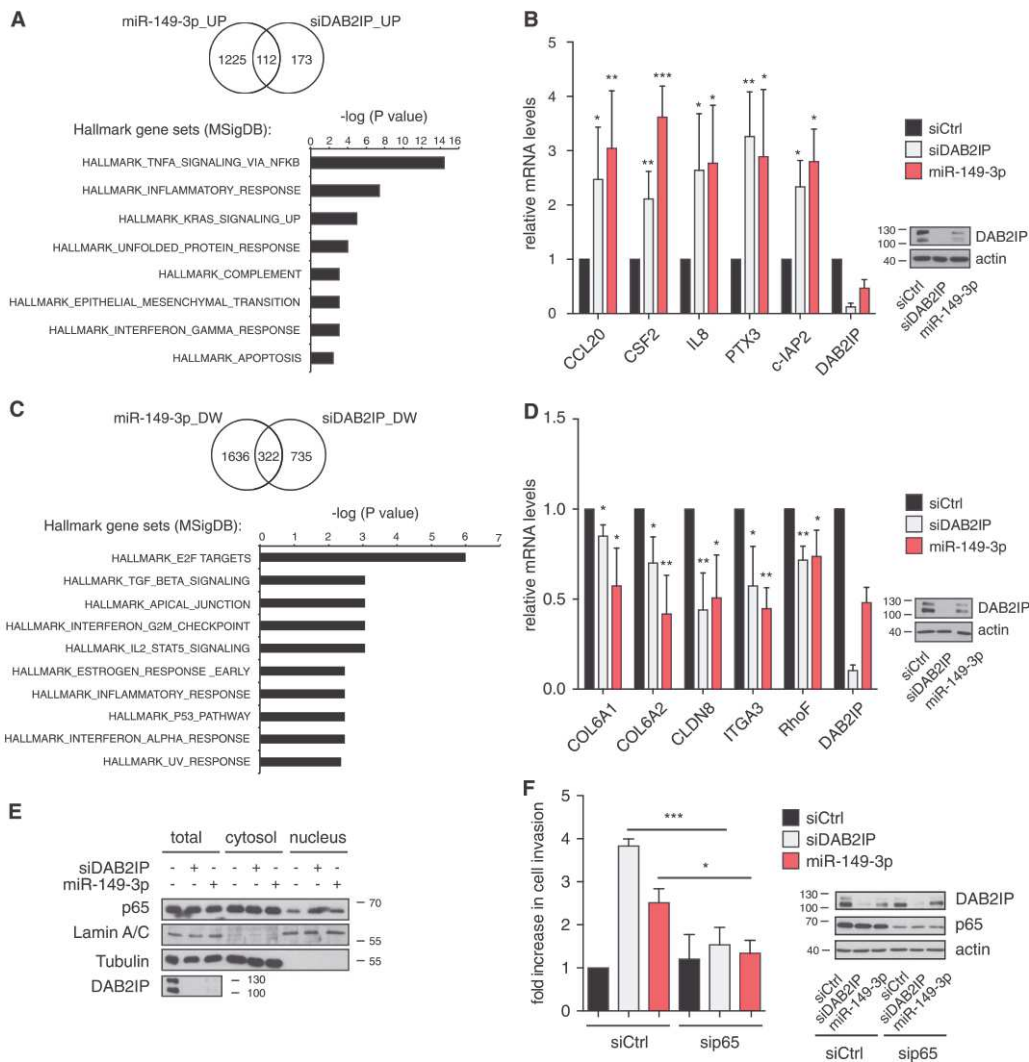 A
miR-149-3p_UP siDAB2IP_UP
1225 112 173
Hallmark gene sets (MSigDB):
-log (P value)
0 2 4 6 8 10 12 14 16
HALLMARK_TNFA_SIGNALING_VIA_NFKB
HALLMARK_INFLAMMATORY_RESPONSE
HALLMARK_KRAS_SIGNALING_UP
HALLMARK_UNFOLDED_PROTEIN_RESPONSE
HALLMARK_COMPLEMENT
HALLMARK_EPITHELIAL_MESENCHYMAL_TRANSITION
HALLMARK_INTERFERON_GAMMA_RESPONSE
HALLMARK_APOPTOSIS
B
relative mRNA levels
5
4
3
2
1
0
* ** ** *** * * ** * * *
CCL20 CSF2 IL8 PTX3 c-IAP2 DAB2IP
siCtrl
siDAB2IP
miR-149-3p
130
100
40
DAB2IP
actin
siCtrl
siDAB2IP
miR-149-3p
C
miR-149-3p_DW siDAB2IP_DW
1636 322 735
Hallmark gene sets (MSigDB):
-log (P value)
0 1 2 3 4 5 6 7
HALLMARK_E2F TARGETS
HALLMARK_TGF_BETA_SIGNALING
HALLMARK_APICAL_JUNCTION
HALLMARK_INTERFERON_G2M_CHECKPOINT
HALLMARK_IL2_STAT5_SIGNALING
HALLMARK_ESTROGEN_RESPONSE _EARLY
HALLMARK_INFLAMMATORY_RESPONSE
HALLMARK_P53_PATHWAY
HALLMARK_INTERFERON_ALPHA_RESPONSE
HALLMARK_UV_RESPONSE
D
relative mRNA levels
1.5
1.0
0.5
0.0
* * * ** ** * * ** ** *
COL6A1 COL6A2 CLDN8 ITGA3 RhoF DAB2IP
siCtrl
siDAB2IP
miR-149-3p
130
100
40
DAB2IP
actin
siCtrl
siDAB2IP
miR-149-3p
E
total cytosol nucleus
siDAB2IP - + - - + - - + -
miR-149-3p - - + - - + - - +
p65 70
Lamin A/C 55
Tubulin 55
DAB2IP 130
100
F
fold increase in cell invasion
5
4
3
2
1
0
***
*
siCtrl sip65
siCtrl
siDAB2IP
miR-149-3p
130
100
70
40
DAB2IP
p65
actin
siCtrl
siDAB2IP
miR-149-3p
siCtrl
siDAB2IP
miR-149-3p
siCtrl sip65